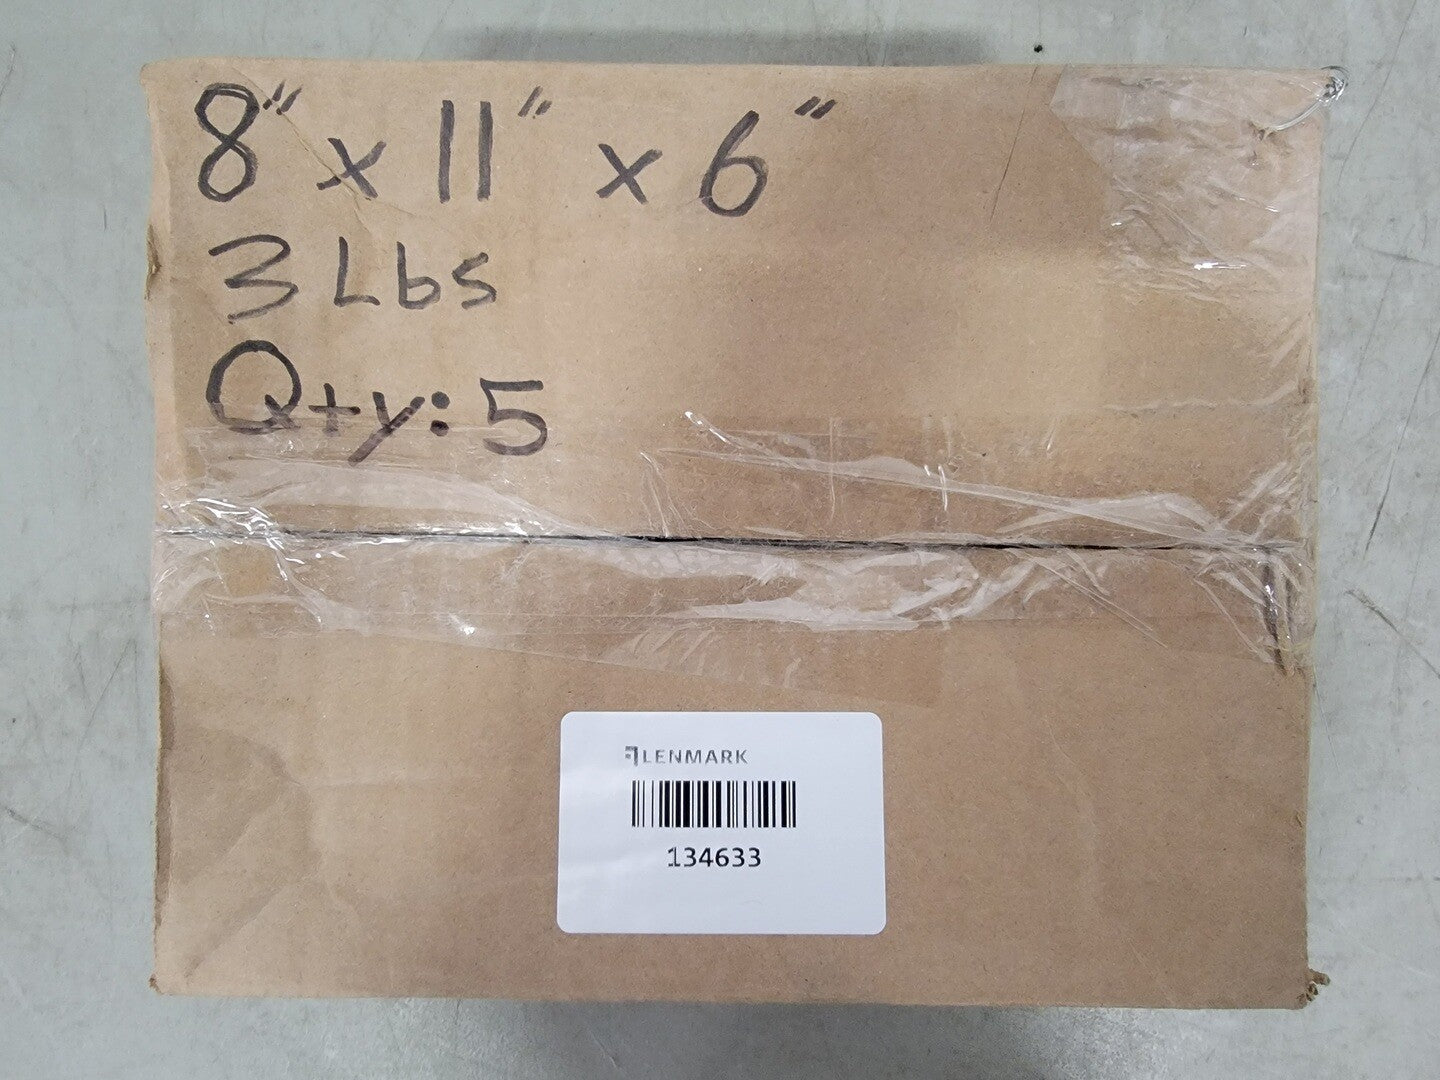 8" x 11" x 6"
3 Lbs
Qty: 5
LENMARK
134633